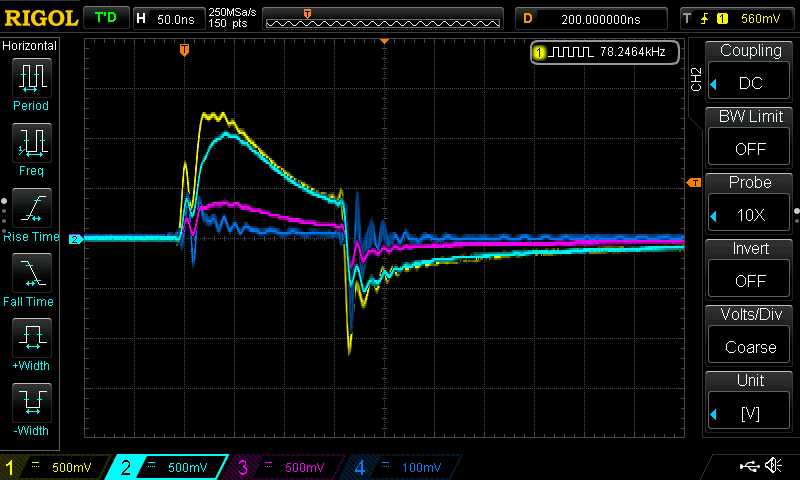 RIGOL T'D H 50.0ns 250MSa/s 150 pts D 200.000000ns T 1 560mV
Horizontal
Period
Freq
Rise Time
Fall Time
+Width
-Width
T
1 78.2464kHz
T
2
CH2
Coupling
DC
BW Limit
OFF
Probe
10X
Invert
OFF
Volts/Div
Coarse
Unit
[V]
1 500mV 2 500mV 3 500mV 4 100mV